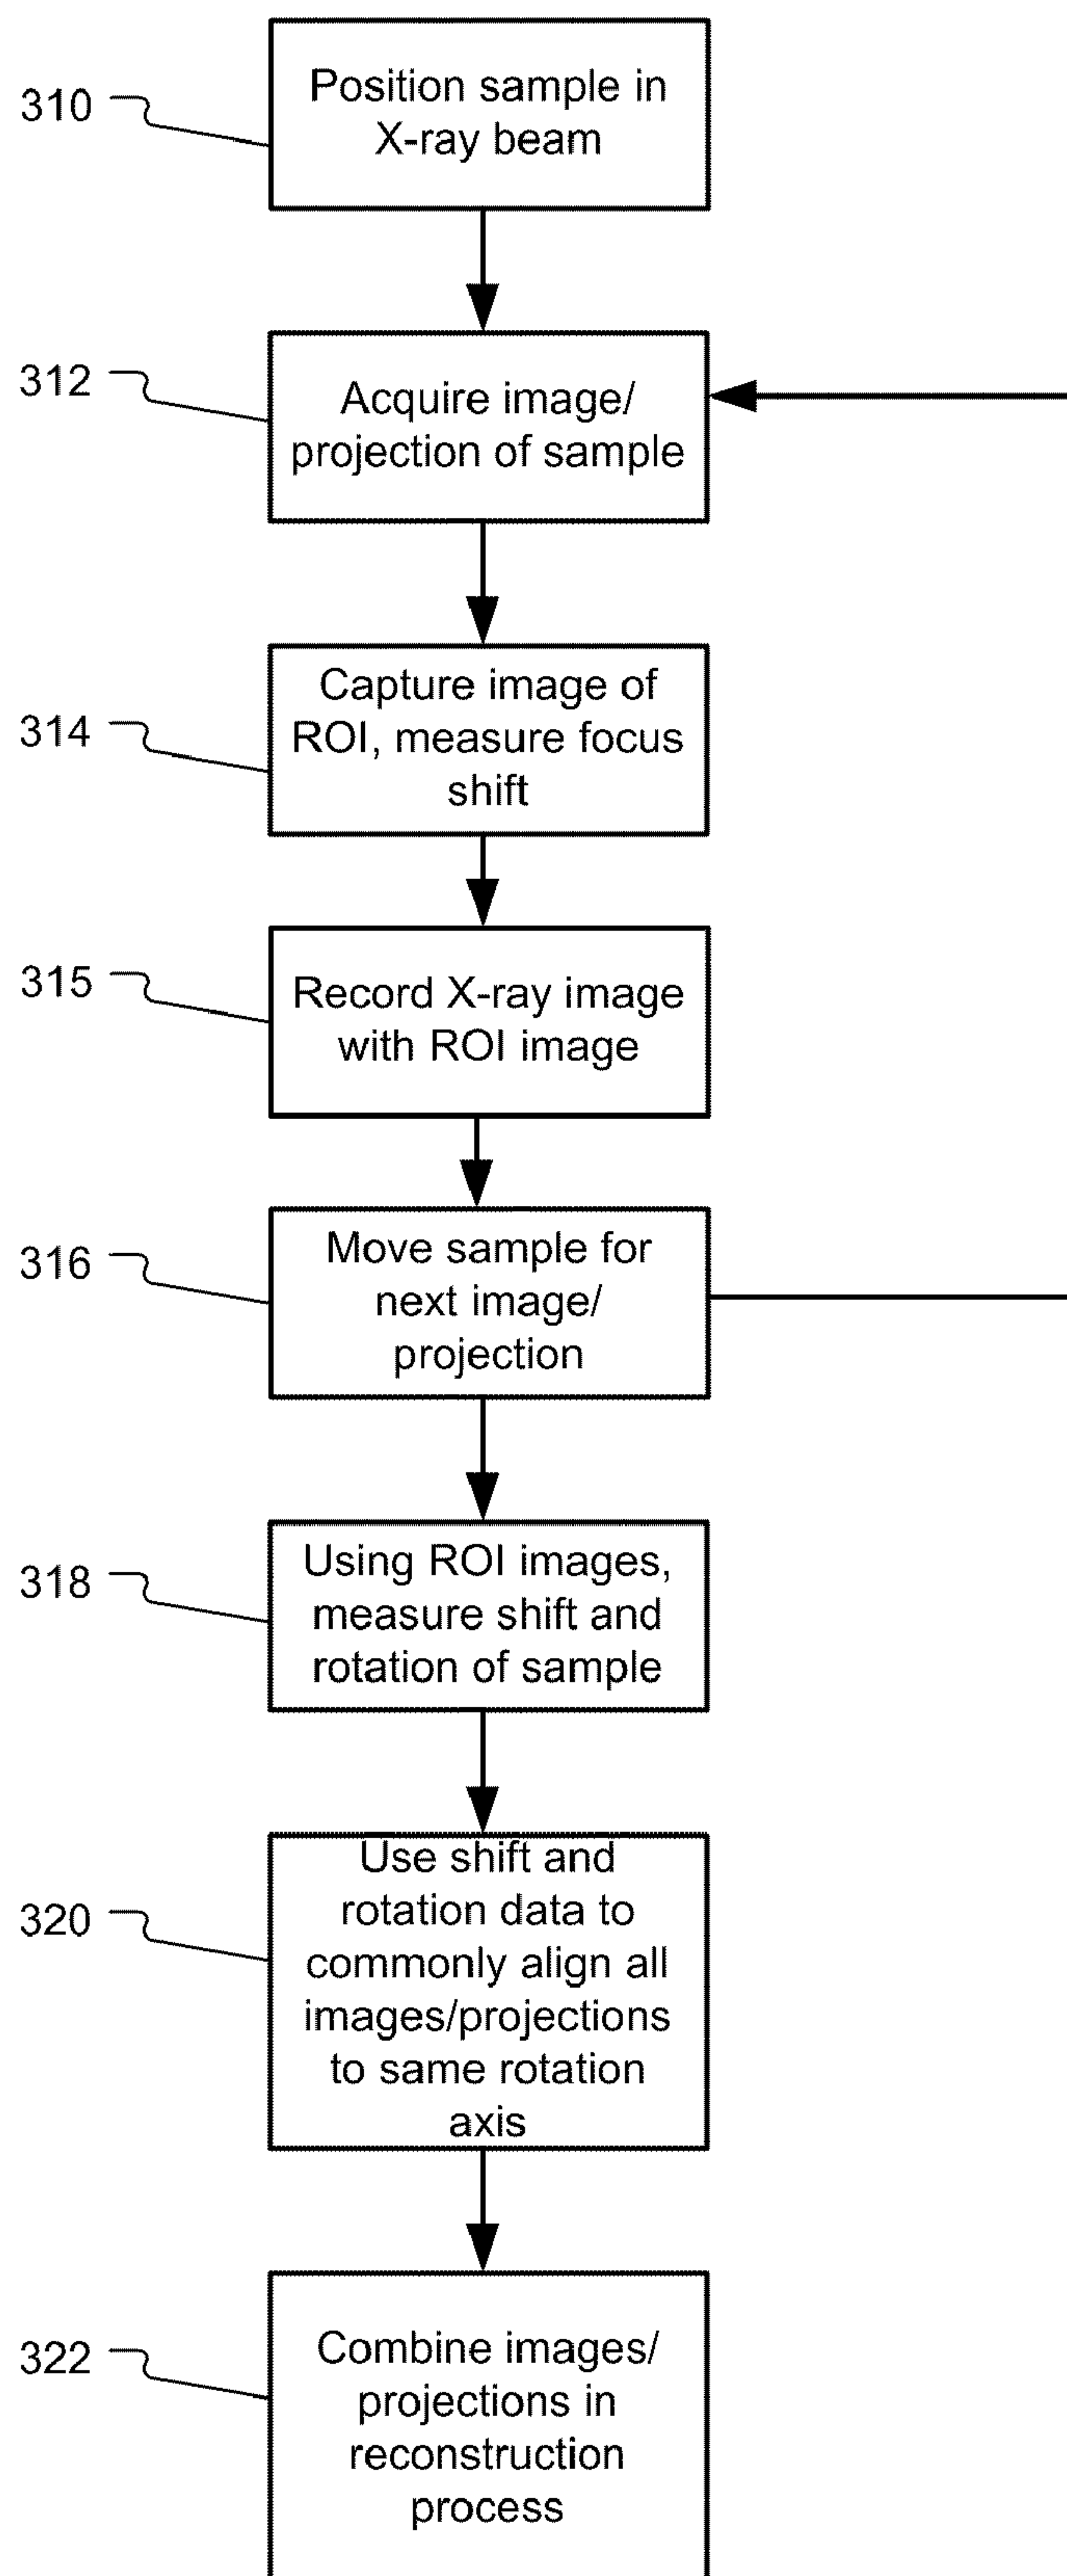 310
Position sample in
X-ray beam
312
Acquire image/
projection of sample
314
Capture image of
ROI, measure focus
shift
315
Record X-ray image
with ROI image
316
Move sample for
next image/
projection
318
Using ROI images,
measure shift and
rotation of sample
320
Use shift and
rotation data to
commonly align all
images/projections
to same rotation
axis
322
Combine images/
projections in
reconstruction
process